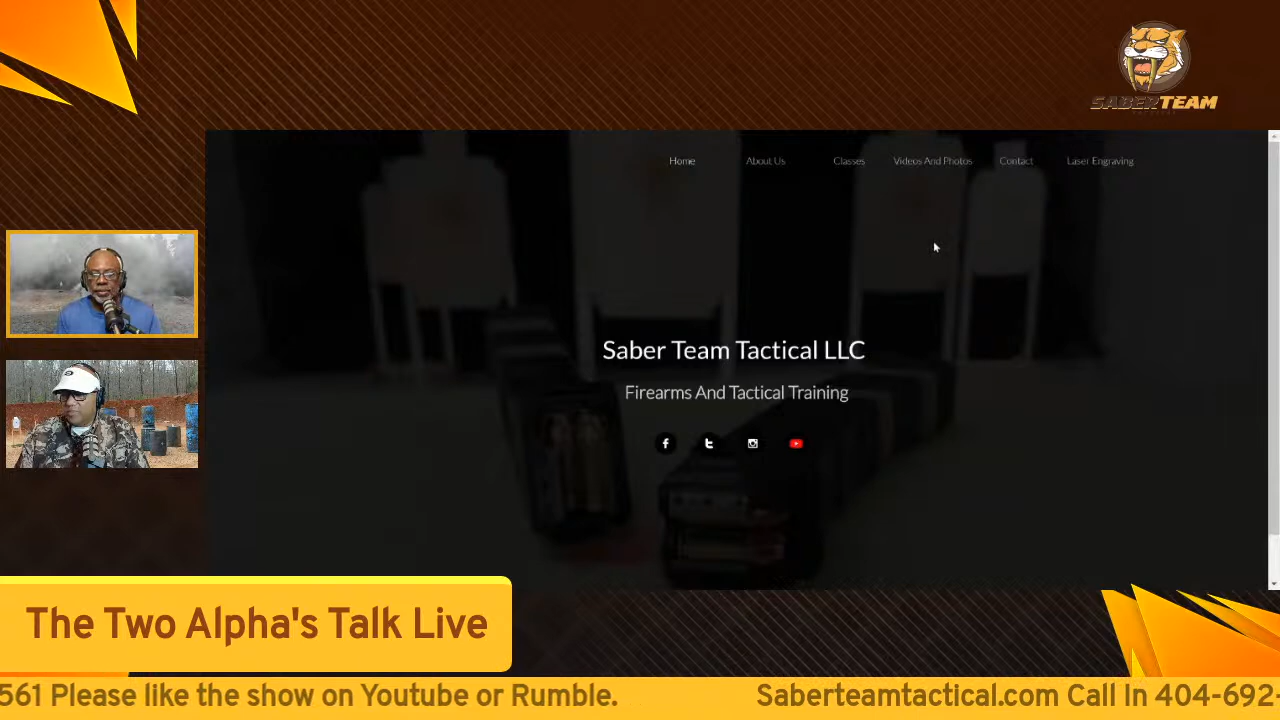 SABERTEAM
Home About Us Classes Videos And Photos Contact Laser Engraving
Saber Team Tactical LLC
Firearms And Tactical Training
The Two Alpha's Talk Live
561 Please like the show on Youtube or Rumble. Saberteamtactical.com Call In 404-692-